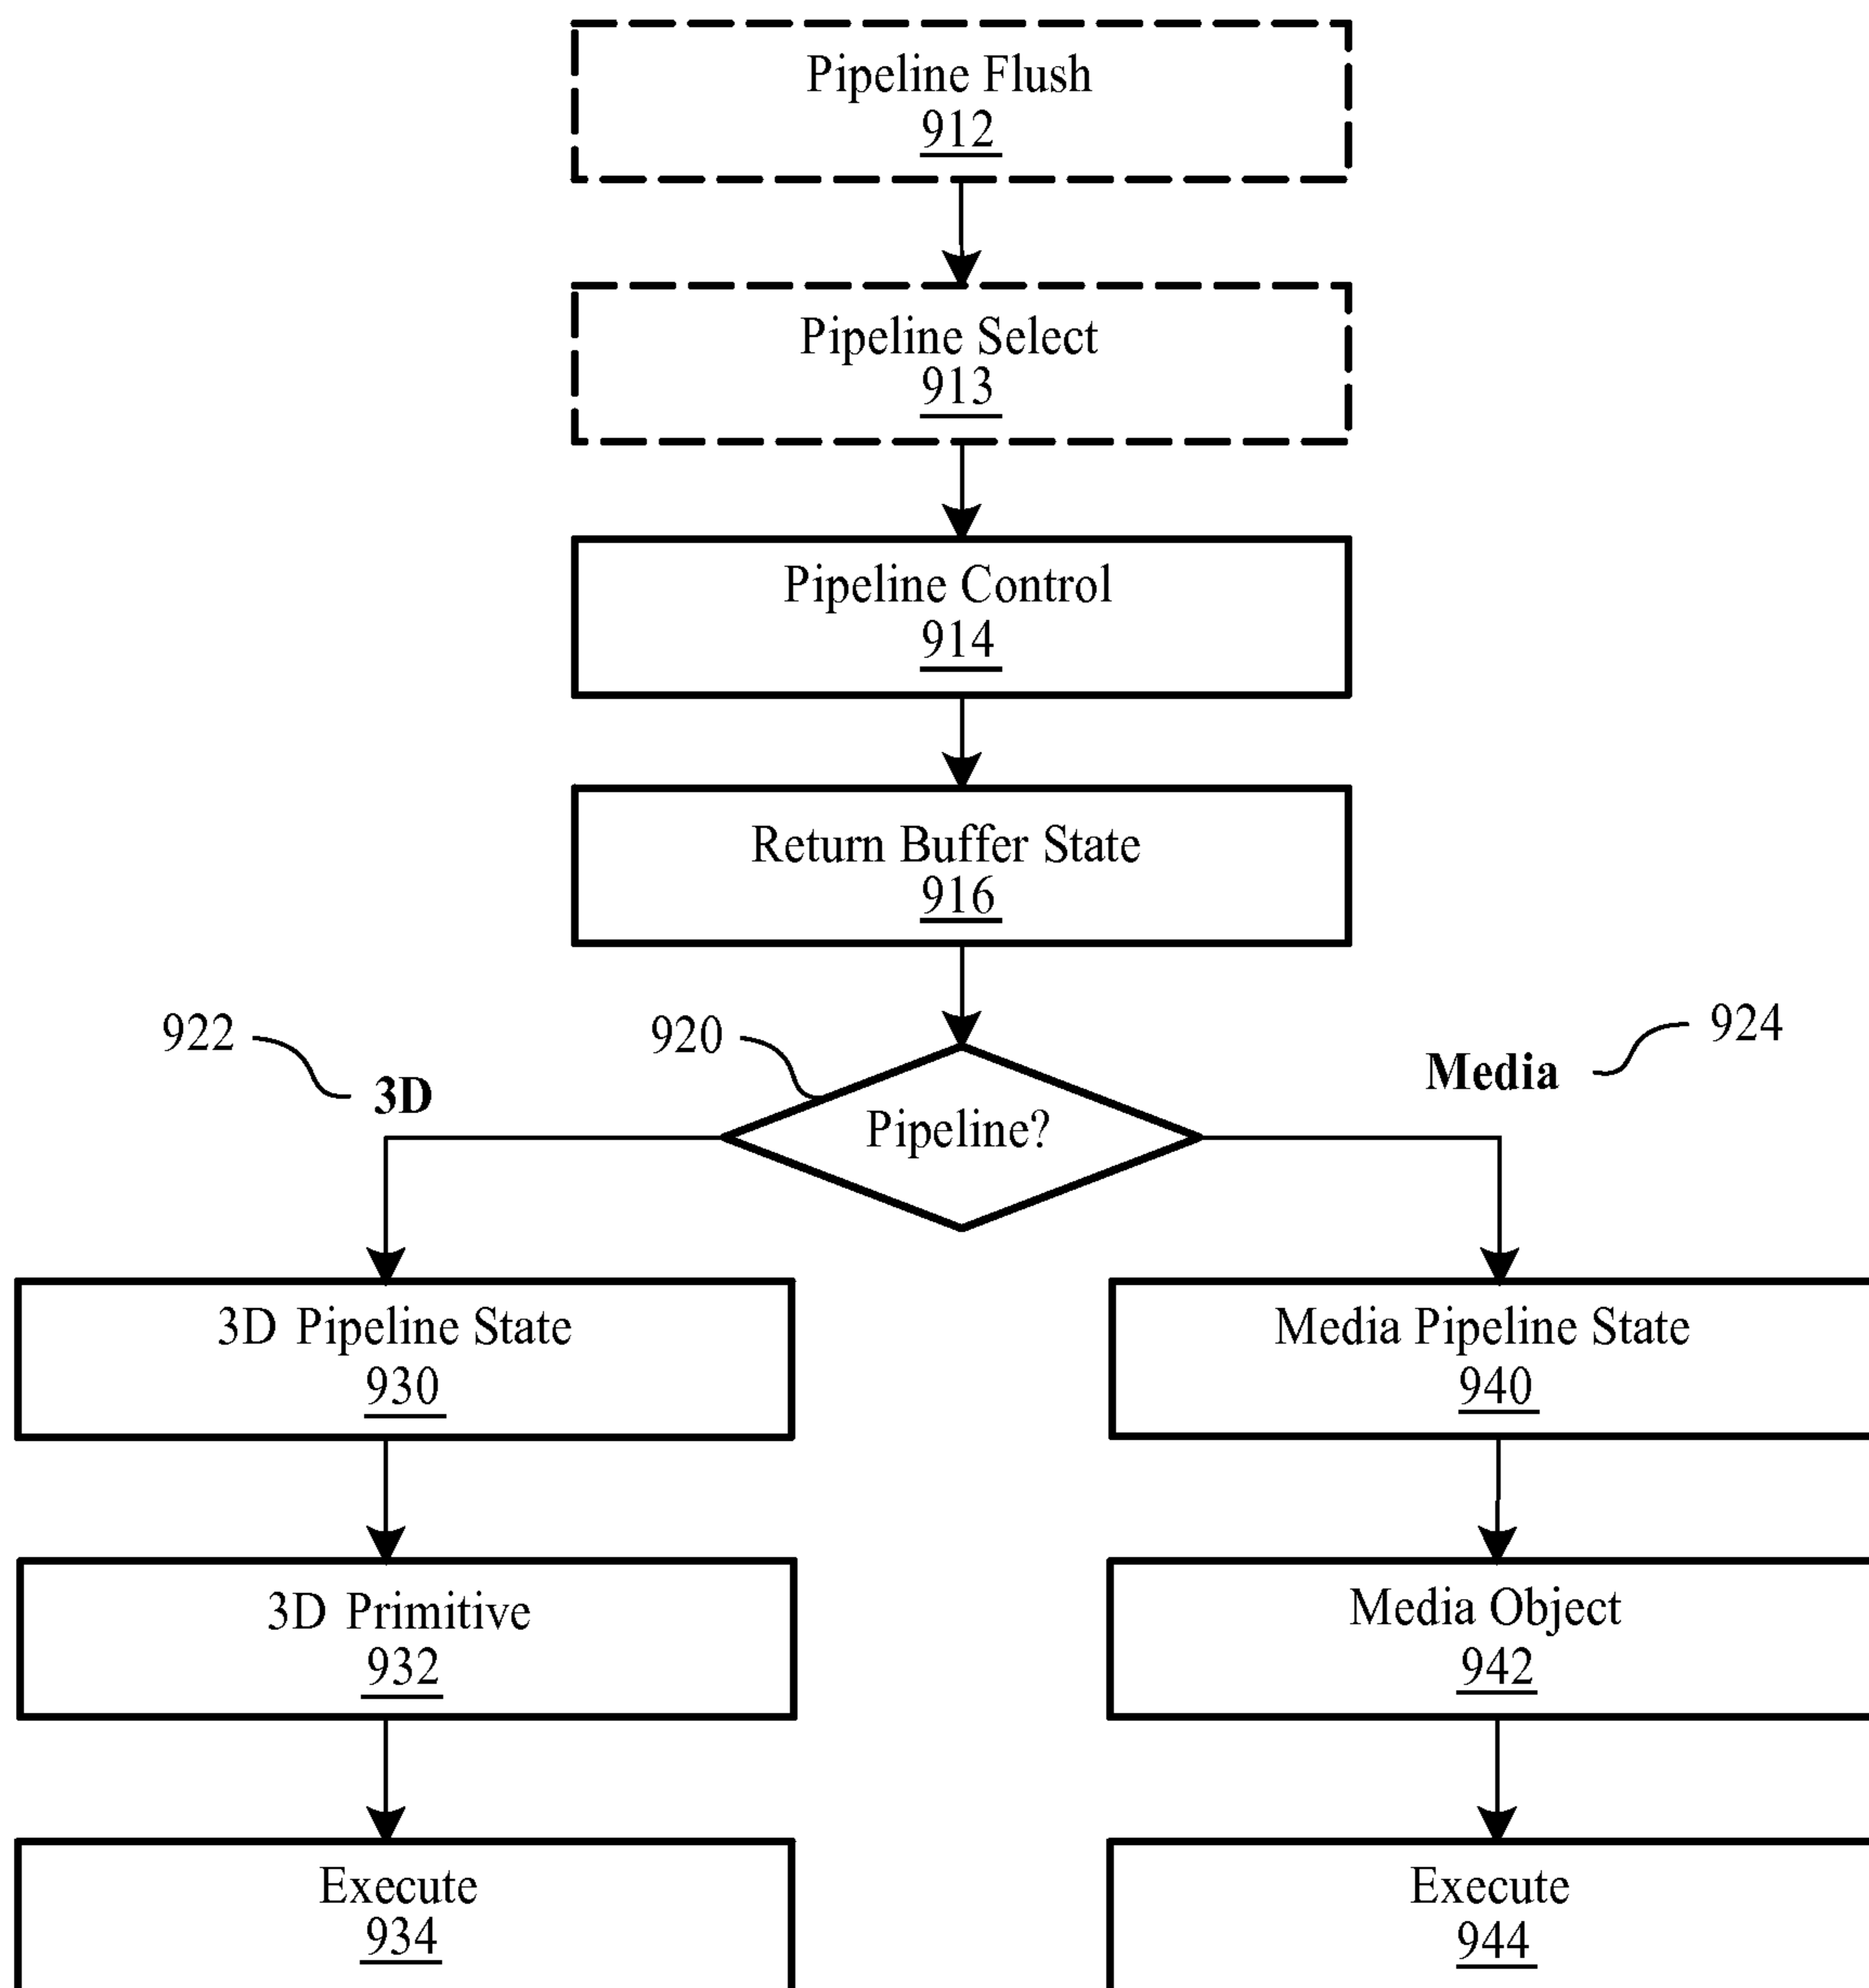 Pipeline Flush
912
Pipeline Select
913
Pipeline Control
914
Return Buffer State
916
922
920
924
3D
Media
Pipeline?
3D Pipeline State
930
Media Pipeline State
940
3D Primitive
932
Media Object
942
Execute
934
Execute
944